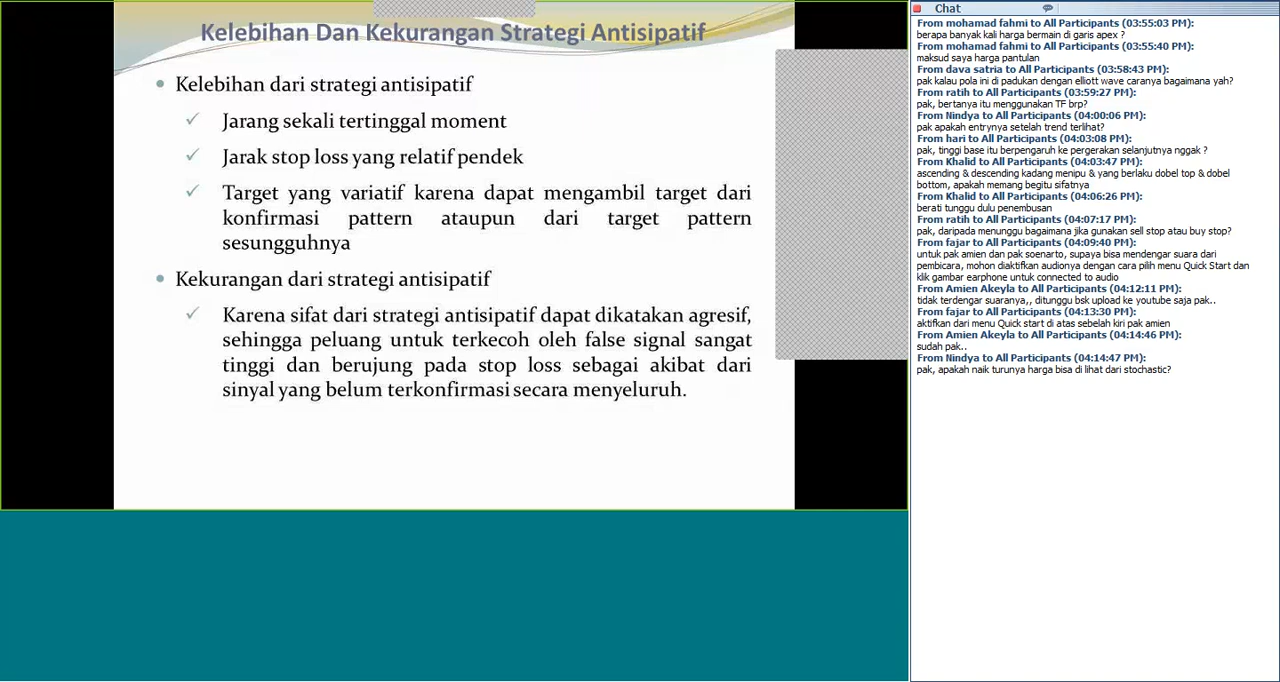 Kelebihan Dan Kekurangan Strategi Antisipatif
Kelebihan dari strategi antisipatif
Jarang sekali tertinggal moment
Jarak stop loss yang relatif pendek
Target yang variatif karena dapat mengambil target dari
konfirmasi pattern ataupun dari target pattern
sesungguhnya
Kekurangan dari strategi antisipatif
Karena sifat dari strategi antisipatif dapat dikatakan agresif,
sehingga peluang untuk terkecoh oleh false signal sangat
tinggi dan berujung pada stop loss sebagai akibat dari
sinyal yang belum terkonfirmasi secara menyeluruh.
Chat
From mohamad fahmi to All Participants (03:55:03 PM):
berapa banyak kali harga bermain di garis apex ?
From mohamad fahmi to All Participants (03:55:40 PM):
maksud saya harga pantulan
From dava satria to All Participants (03:58:43 PM):
pak kalau pola ini di padukan dengan elliott wave caranya bagaimana yah?
From ratih to All Participants (03:59:27 PM):
pak, bertanya itu menggunakan TF brp?
From Nindya to All Participants (04:00:06 PM):
pak apakah entrynya setelah trend terlihat?
From hari to All Participants (04:03:08 PM):
pak, tinggi base itu berpengaruh ke pergerakan selanjutnya nggak ?
From Khalid to All Participants (04:03:47 PM):
ascending & descending kadang menipu & yang berlaku dobel top & dobel
bottom, apakah memang begitu sifatnya
From Khalid to All Participants (04:06:26 PM):
berati tunggu dulu penembusan
From ratih to All Participants (04:07:17 PM):
pak, daripada menunggu bagaimana jika gunakan sell stop atau buy stop?
From fajar to All Participants (04:09:40 PM):
untuk pak amien dan pak soenarto, supaya bisa mendengar suara dari
pembicara, mohon diaktifkan audionya dengan cara pilih menu Quick Start dan
klik gambar earphone untuk connected to audio
From Amien Akeyla to All Participants (04:12:11 PM):
tidak terdengar suaranya,, ditunggu bsk upload ke youtube saja pak..
From fajar to All Participants (04:13:30 PM):
aktifkan dari menu Quick start di atas sebelah kiri pak amien
From Amien Akeyla to All Participants (04:14:46 PM):
sudah pak..
From Nindya to All Participants (04:14:47 PM):
pak, apakah naik turunya harga bisa di lihat dari stochastic?